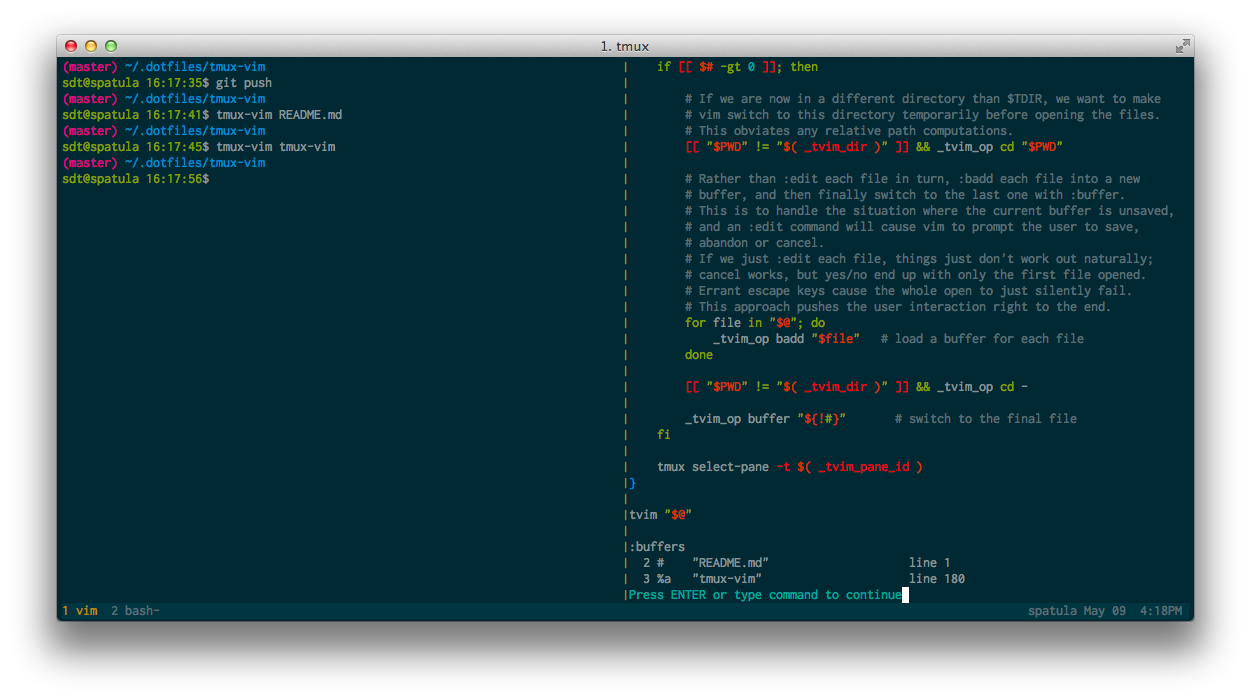 1. tmux
(master) ~/.dotfiles/tmux-vim
sdt@spatula 16:17:35$ git push
(master) ~/.dotfiles/tmux-vim
sdt@spatula 16:17:41$ tmux-vim README.md
(master) ~/.dotfiles/tmux-vim
sdt@spatula 16:17:45$ tmux-vim tmux-vim
(master) ~/.dotfiles/tmux-vim
sdt@spatula 16:17:56$
if [[ $# -gt 0 ]]; then
# If we are now in a different directory than $TDIR, we want to make
# vim switch to this directory temporarily before opening the files.
# This obviates any relative path computations.
[[ "$PWD" != "$( _tvim_dir )" ]] && _tvim_op cd "$PWD"
# Rather than :edit each file in turn, :badd each file into a new
# buffer, and then finally switch to the last one with :buffer.
# This is to handle the situation where the current buffer is unsaved,
# and an :edit command will cause vim to prompt the user to save,
# abandon or cancel.
# If we just :edit each file, things just don't work out naturally;
# cancel works, but yes/no end up with only the first file opened.
# Errant escape keys cause the whole open to just silently fail.
# This approach pushes the user interaction right to the end.
for file in "$@"; do
_tvim_op badd "$file"   # load a buffer for each file
done
[[ "$PWD" != "$( _tvim_dir )" ]] && _tvim_op cd -
_tvim_op buffer "${!#}"       # switch to the final file
fi
tmux select-pane -t $( _tvim_pane_id )
}
tvim "$@"
:buffers
2 #    "README.md"                    line 1
3 %a   "tmux-vim"                     line 180
Press ENTER or type command to continue
1 vim  2 bash-
spatula May 09  4:18PM